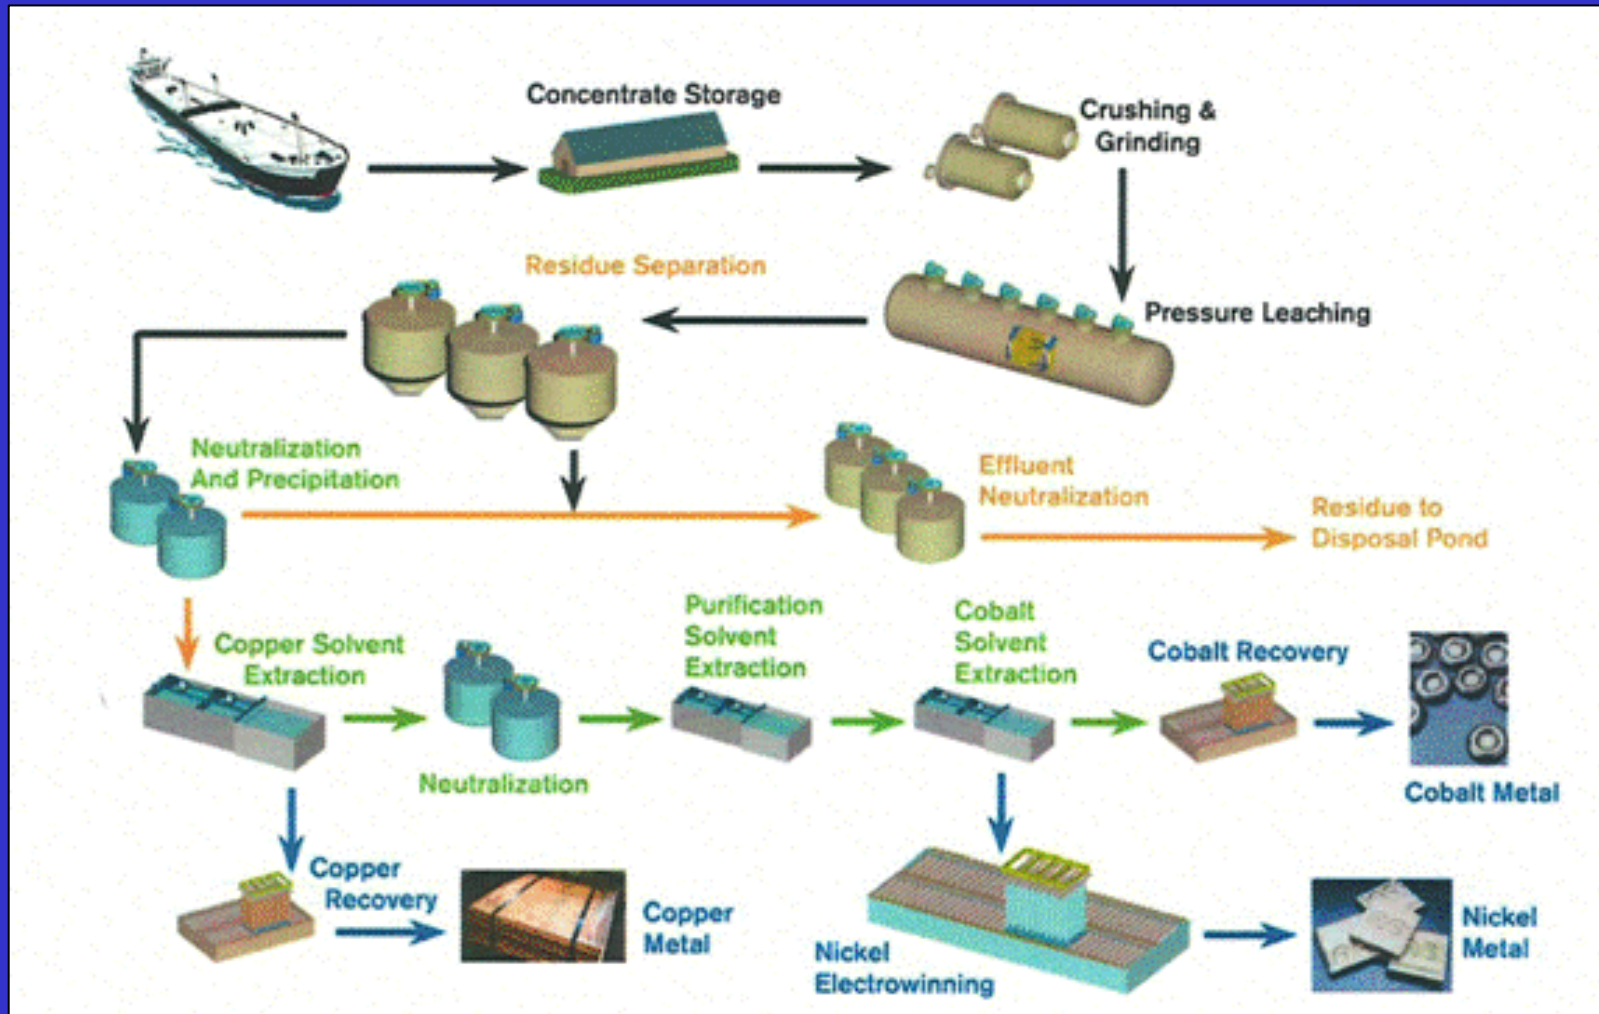 Concentrate Storage
Crushing &
Grinding
Residue Separation
Pressure Leaching
Neutralization
And Precipitation
Effluent
Neutralization
Residue to
Disposal Pond
Copper Solvent
Extraction
Neutralization
Purification
Solvent
Extraction
Cobalt
Solvent
Extraction
Cobalt Recovery
Cobalt Metal
Copper
Recovery
Copper
Metal
Nickel
Electrowinning
Nickel
Metal